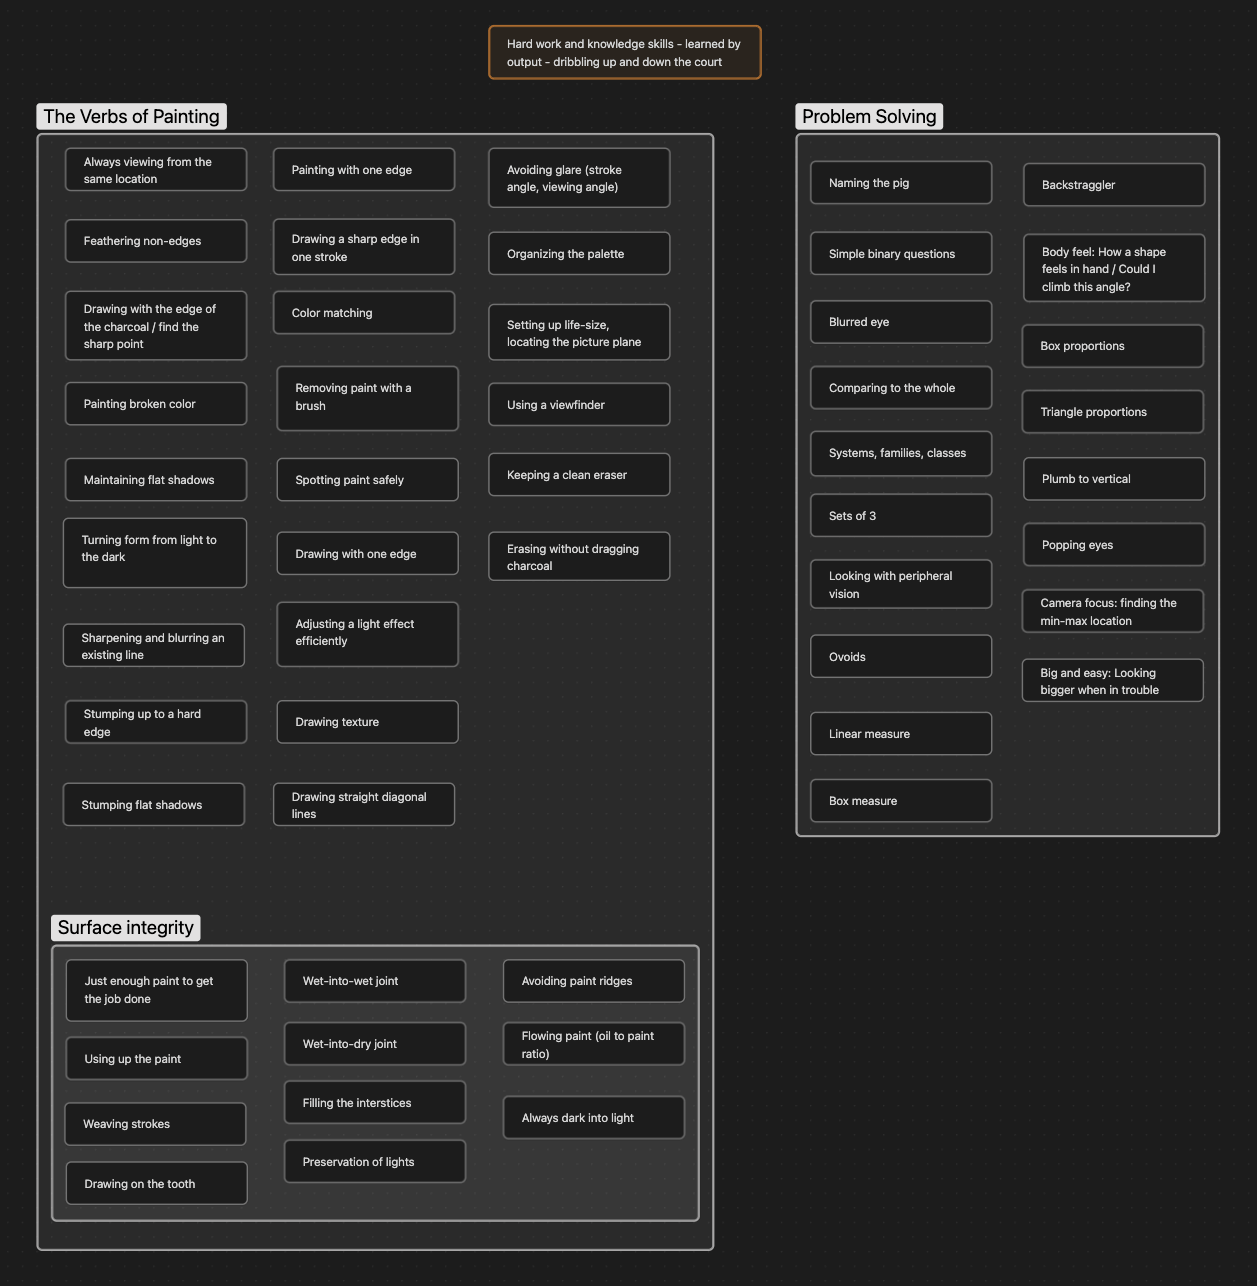 Hard work and knowledge skills - learned by
output - dribbling up and down the court
The Verbs of Painting
Always viewing from the
same location
Feathering non-edges
Drawing with the edge of
the charcoal / find the
sharp point
Painting broken color
Maintaining flat shadows
Turning form from light to
the dark
Sharpening and blurring an
existing line
Stumping up to a hard
edge
Stumping flat shadows
Painting with one edge
Drawing a sharp edge in
one stroke
Color matching
Removing paint with a
brush
Spotting paint safely
Drawing with one edge
Adjusting a light effect
efficiently
Drawing texture
Drawing straight diagonal
lines
Avoiding glare (stroke
angle, viewing angle)
Organizing the palette
Setting up life-size,
locating the picture plane
Using a viewfinder
Keeping a clean eraser
Erasing without dragging
charcoal
Surface integrity
Just enough paint to get
the job done
Using up the paint
Weaving strokes
Drawing on the tooth
Wet-into-wet joint
Wet-into-dry joint
Filling the interstices
Preservation of lights
Avoiding paint ridges
Flowing paint (oil to paint
ratio)
Always dark into light
Problem Solving
Naming the pig
Simple binary questions
Blurred eye
Comparing to the whole
Systems, families, classes
Sets of 3
Looking with peripheral
vision
Ovoids
Linear measure
Box measure
Backstraggler
Body feel: How a shape
feels in hand / Could I
climb this angle?
Box proportions
Triangle proportions
Plumb to vertical
Popping eyes
Camera focus: finding the
min-max location
Big and easy: Looking
bigger when in trouble